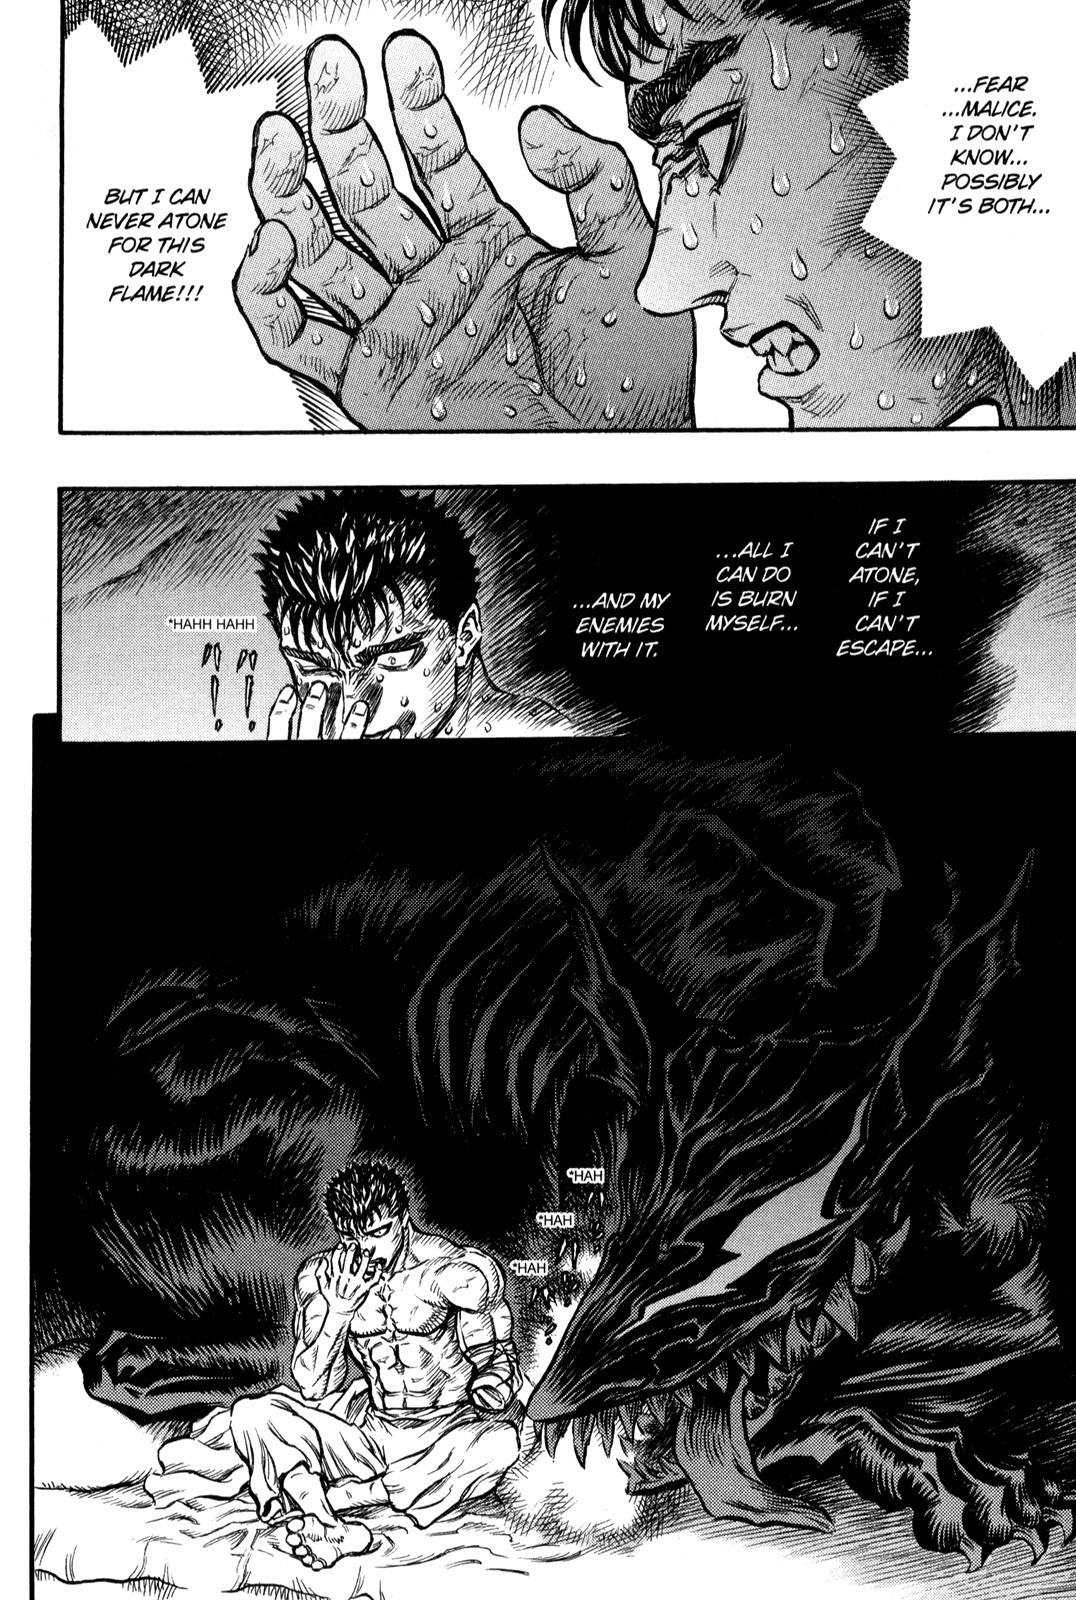 ...FEAR
...MALICE.
I DON'T
KNOW...
POSSIBLY
IT'S BOTH...
BUT I CAN
NEVER ATONE
FOR THIS
DARK
FLAME!!!
IF I
CAN'T
ATONE,
IF I
CAN'T
ESCAPE...
...ALL I
CAN DO
IS BURN
MYSELF...
...AND MY
ENEMIES
WITH IT.
*HAHH HAHH
*HAH
*HAH
*HAH